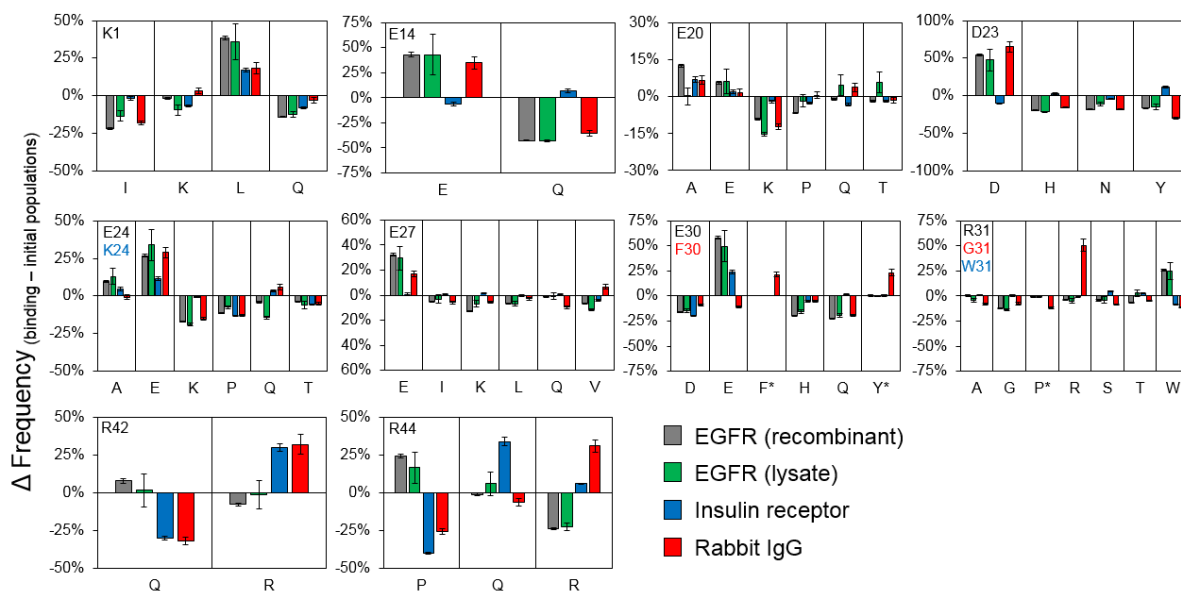 Δ Frequency (binding – initial populations)
K1
50%
25%
0%
-25%
-50%
I K L Q
E14
75%
50%
25%
0%
-25%
-50%
-75%
E Q
E20
30%
15%
0%
-15%
-30%
A E K P Q T
D23
100%
50%
0%
-50%
-100%
D H N Y
E24
K24
50%
25%
0%
-25%
-50%
A E K P Q T
E27
60%
40%
20%
0%
20%
40%
60%
E I K L Q V
E30
F30
75%
50%
25%
0%
-25%
-50%
-75%
D E F* H Q Y*
R31
G31
W31
75%
50%
25%
0%
-25%
-50%
-75%
A G P* R S T W
R42
50%
25%
0%
-25%
-50%
Q R
R44
50%
25%
0%
-25%
-50%
P Q R
EGFR (recombinant)
EGFR (lysate)
Insulin receptor
Rabbit IgG